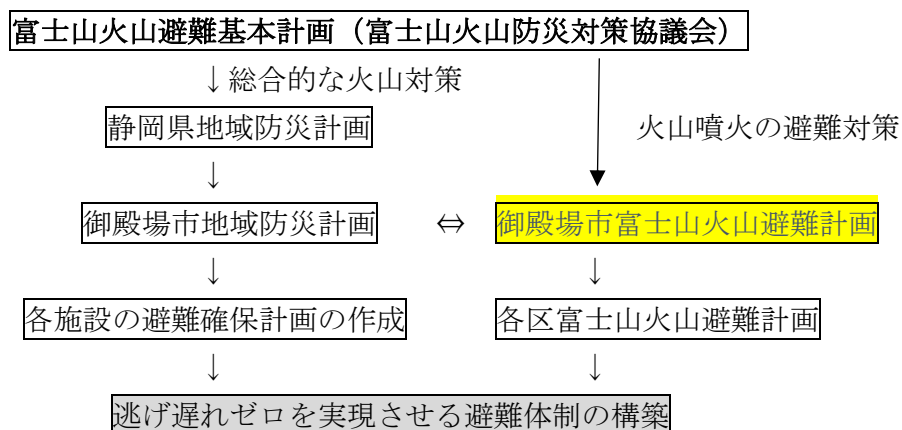 富士山火山避難基本計画（富士山火山防災対策協議会）
↓総合的な火山対策
静岡県地域防災計画 火山噴火の避難対策
↓
御殿場市地域防災計画 ⇔ 御殿場市富士山火山避難計画
↓ ↓
各施設の避難確保計画の作成 各区富士山火山避難計画
↓ ↓
逃げ遅れゼロを実現させる避難体制の構築